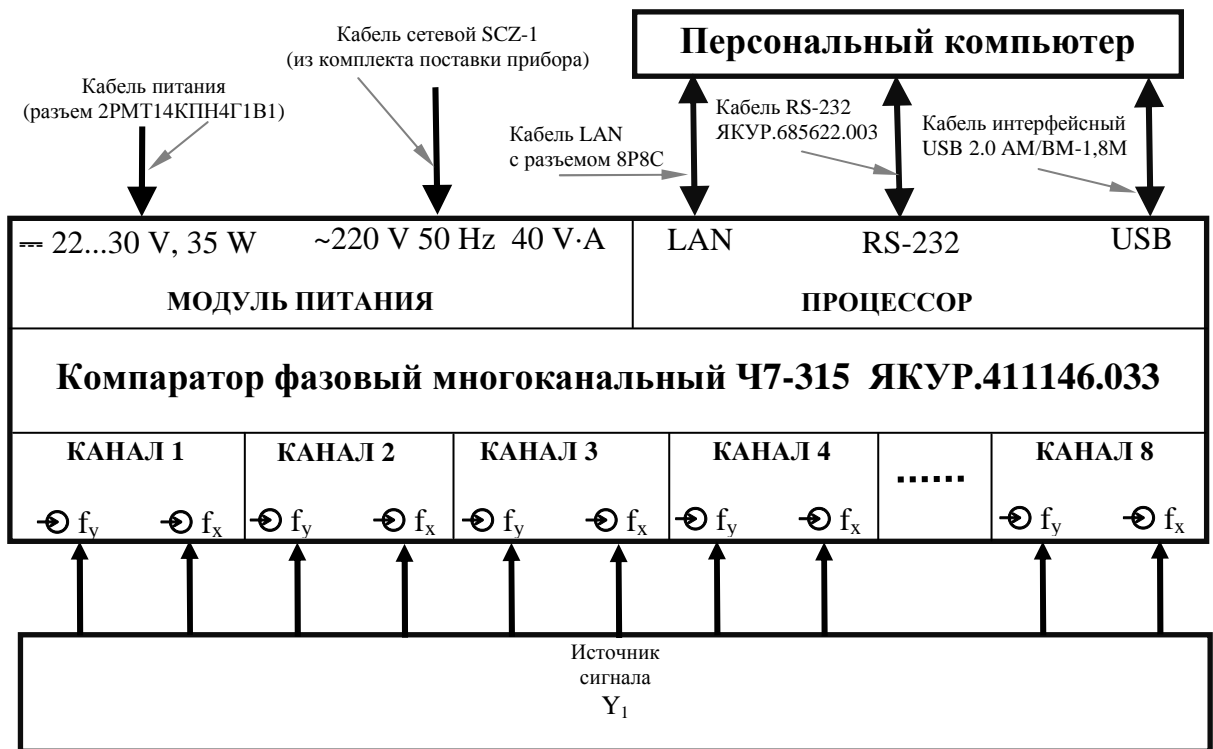 Персональный компьютер
Кабель сетевой SCZ-1
(из комплекта поставки прибора)
Кабель питания
(разъем 2РМТ14КПН4Г1В1)
Кабель LAN
с разъемом 8P8C
Кабель RS-232
ЯКУР.685622.003
Кабель интерфейсный
USB 2.0 AM/BM-1,8М
⎓ 22...30 V, 35 W
~220 V 50 Hz 40 V·A
LAN
RS-232
USB
МОДУЛЬ ПИТАНИЯ
ПРОЦЕССОР
Компаратор фазовый многоканальный Ч7-315 ЯКУР.411146.033
КАНАЛ 1
КАНАЛ 2
КАНАЛ 3
КАНАЛ 4
......
КАНАЛ 8
fy fx
fy fx
fy fx
fy fx
fy fx
Источник
сигнала
Y1